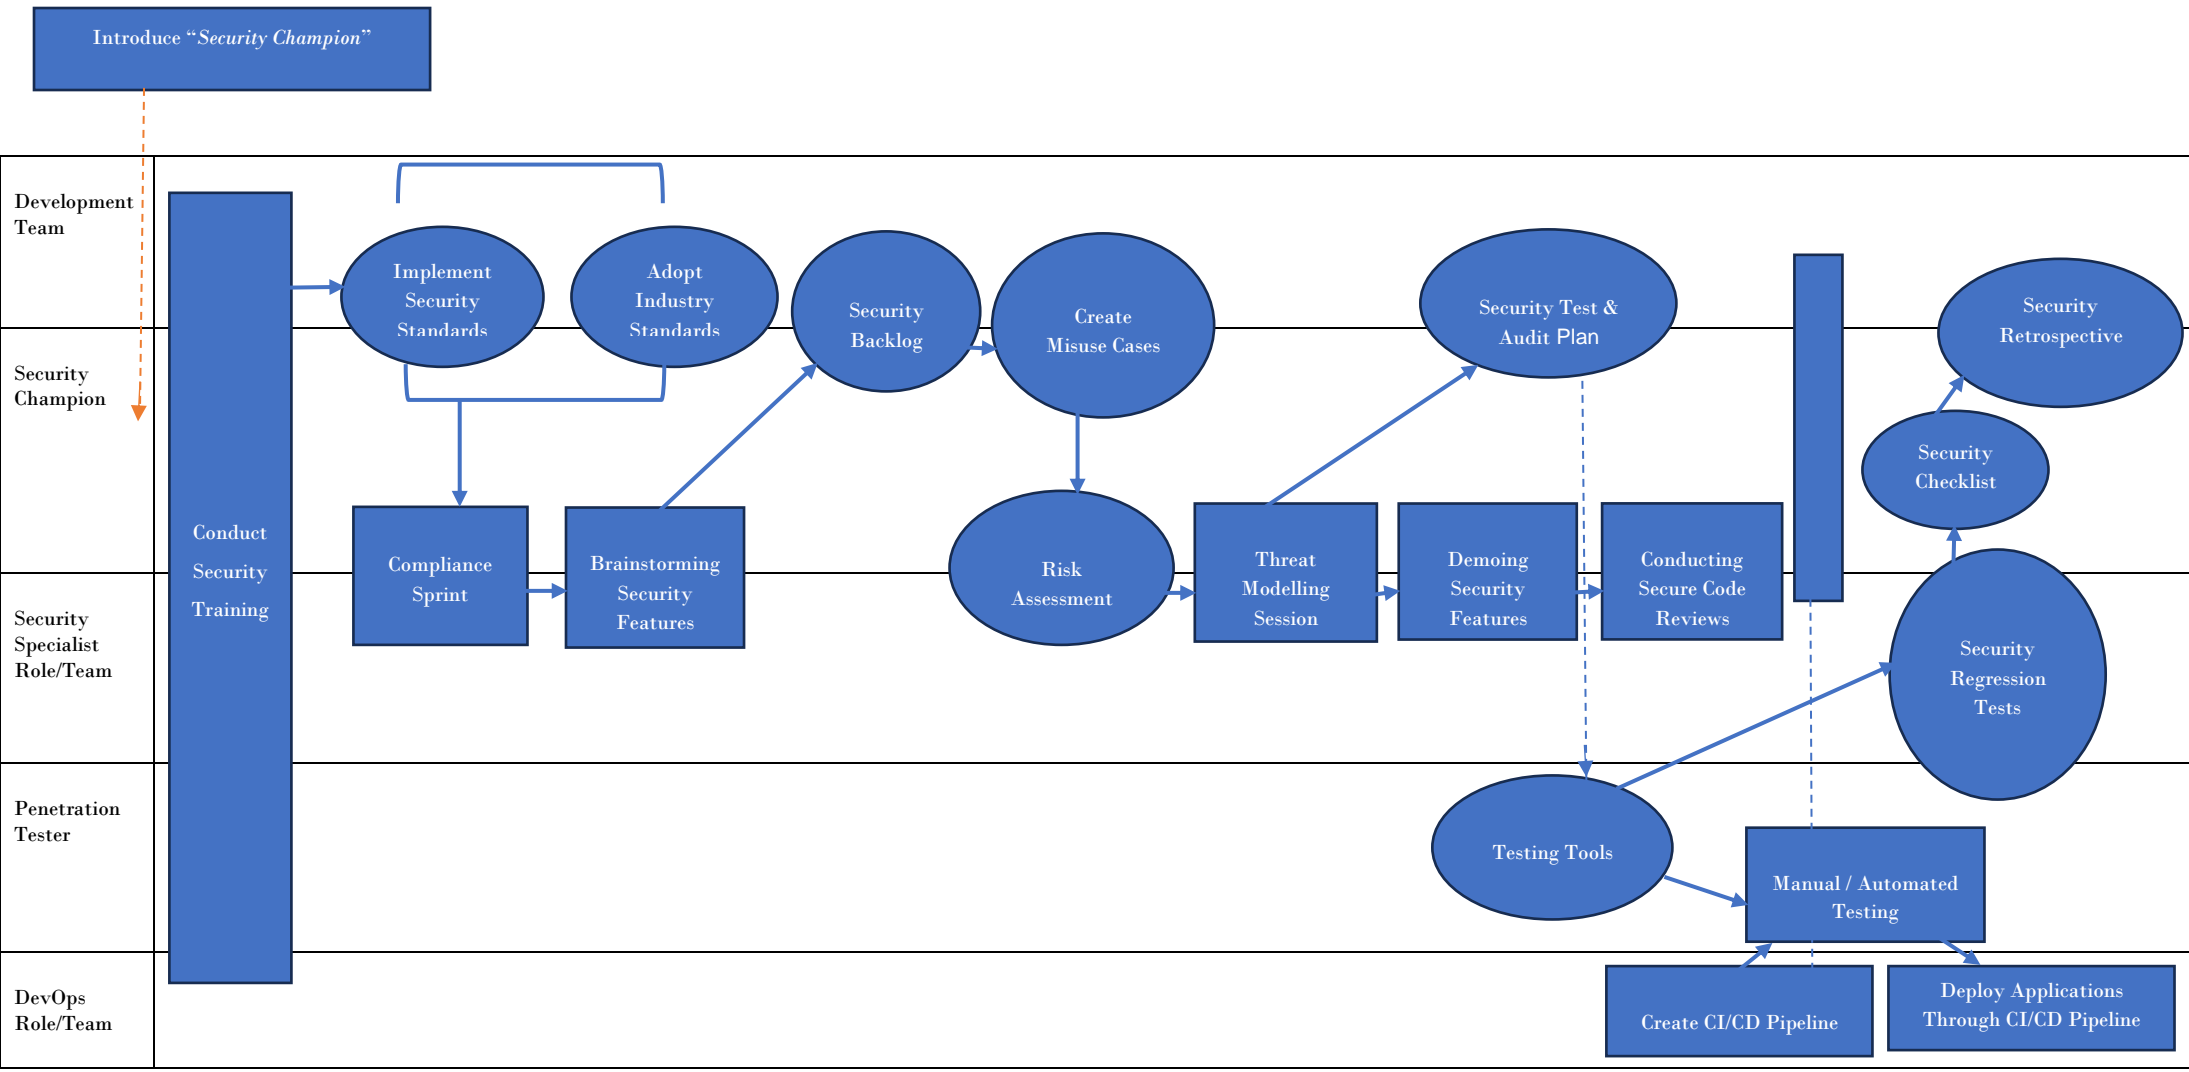 Introduce “Security Champion”
Development
Team
Security
Champion
Security
Specialist
Role/Team
Penetration
Tester
DevOps
Role/Team
Conduct
Security
Training
Implement
Security
Standards
Adopt
Industry
Standards
Compliance
Sprint
Brainstorming
Security
Features
Security
Backlog
Create
Misuse Cases
Risk
Assessment
Threat
Modelling
Session
Security Test &
Audit Plan
Demoing
Security
Features
Conducting
Secure Code
Reviews
Testing Tools
Manual / Automated
Testing
Create CI/CD Pipeline
Deploy Applications
Through CI/CD Pipeline
Security
Regression
Tests
Security
Checklist
Security
Retrospective